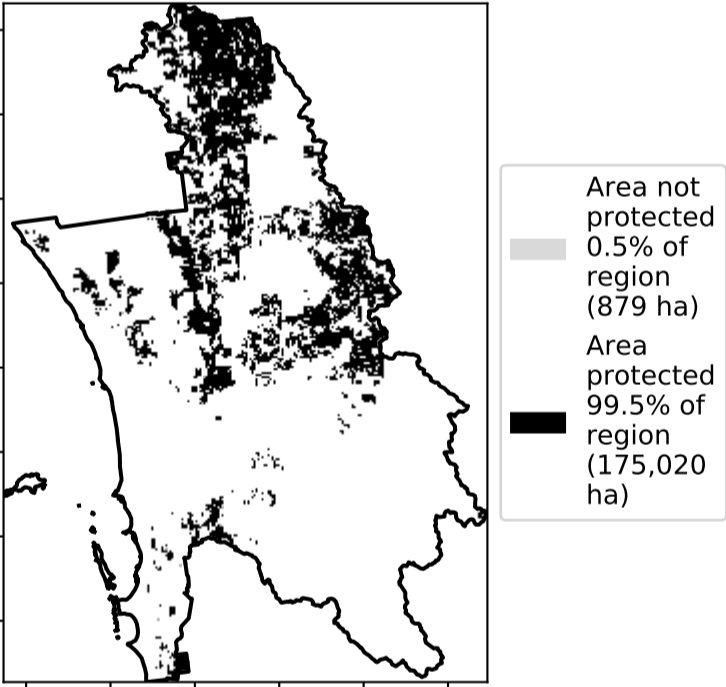 Area not
protected
0.5% of
region
(879 ha)
Area
protected
99.5% of
region
(175,020
ha)